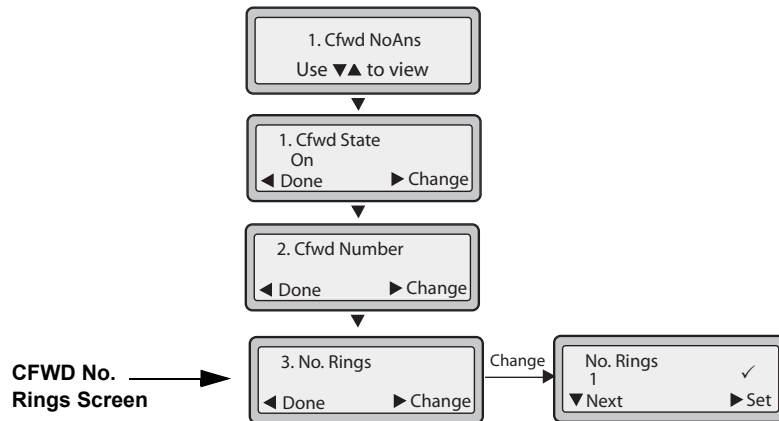 1. Cfwd NoAns
Use ▼▲ to view
1. Cfwd State
On
◀ Done ▶ Change
2. Cfwd Number
◀ Done ▶ Change
CFWD No.
Rings Screen
3. No. Rings
◀ Done ▶ Change
Change
No. Rings
1 ✓
▼Next ▶Set